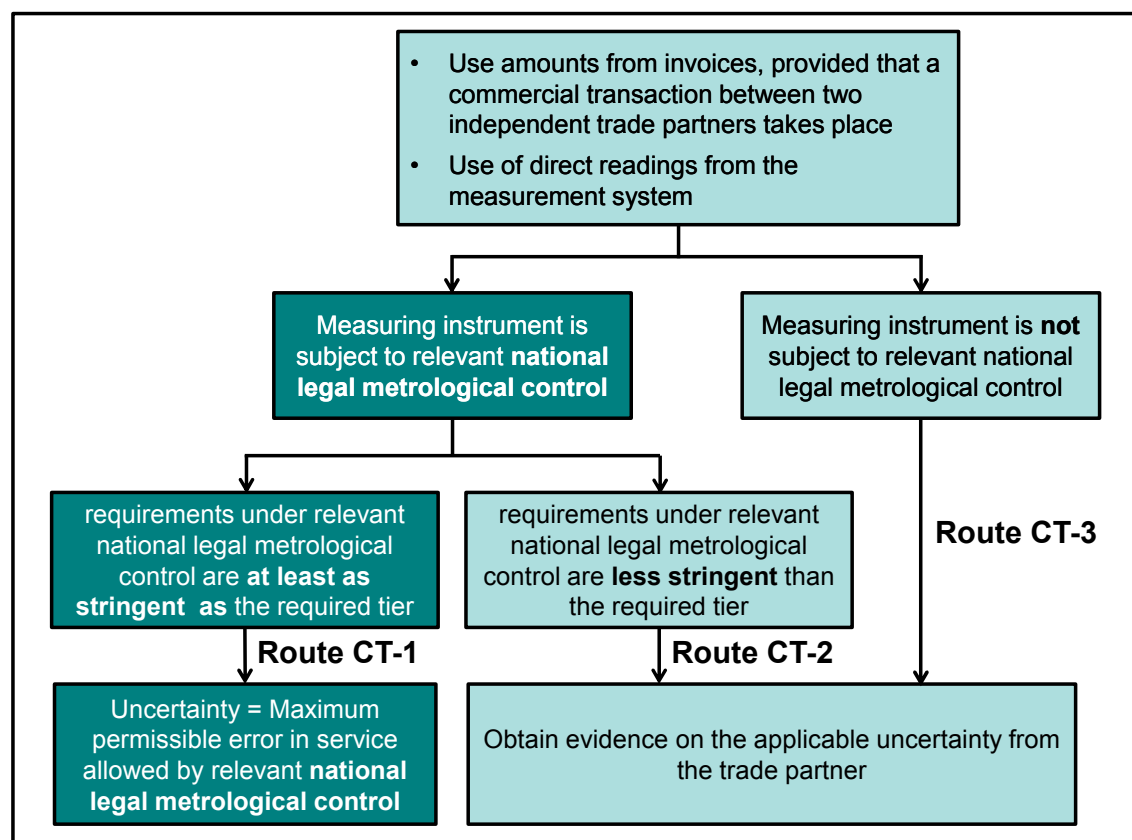 • Use amounts from invoices, provided that a
commercial transaction between two
independent trade partners takes place
• Use of direct readings from the
measurement system
Measuring instrument is
subject to relevant national
legal metrological control
Measuring instrument is not
subject to relevant national
legal metrological control
requirements under relevant
national legal metrological
control are at least as
stringent as the required tier
requirements under relevant
national legal metrological
control are less stringent than
the required tier
Route CT-3
Route CT-1
Route CT-2
Uncertainty = Maximum
permissible error in service
allowed by relevant national
legal metrological control
Obtain evidence on the applicable uncertainty from
the trade partner